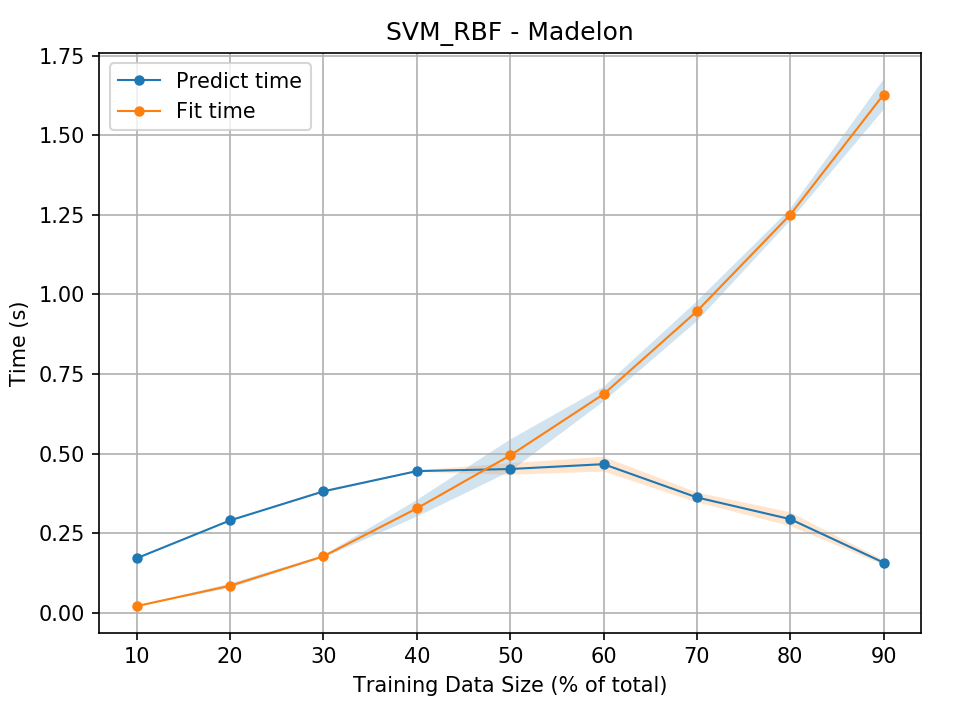 SVM_RBF - Madelon
Predict time
Fit time
1.75
1.50
1.25
1.00
0.75
0.50
0.25
0.00
Time (s)
10 20 30 40 50 60 70 80 90
Training Data Size (% of total)